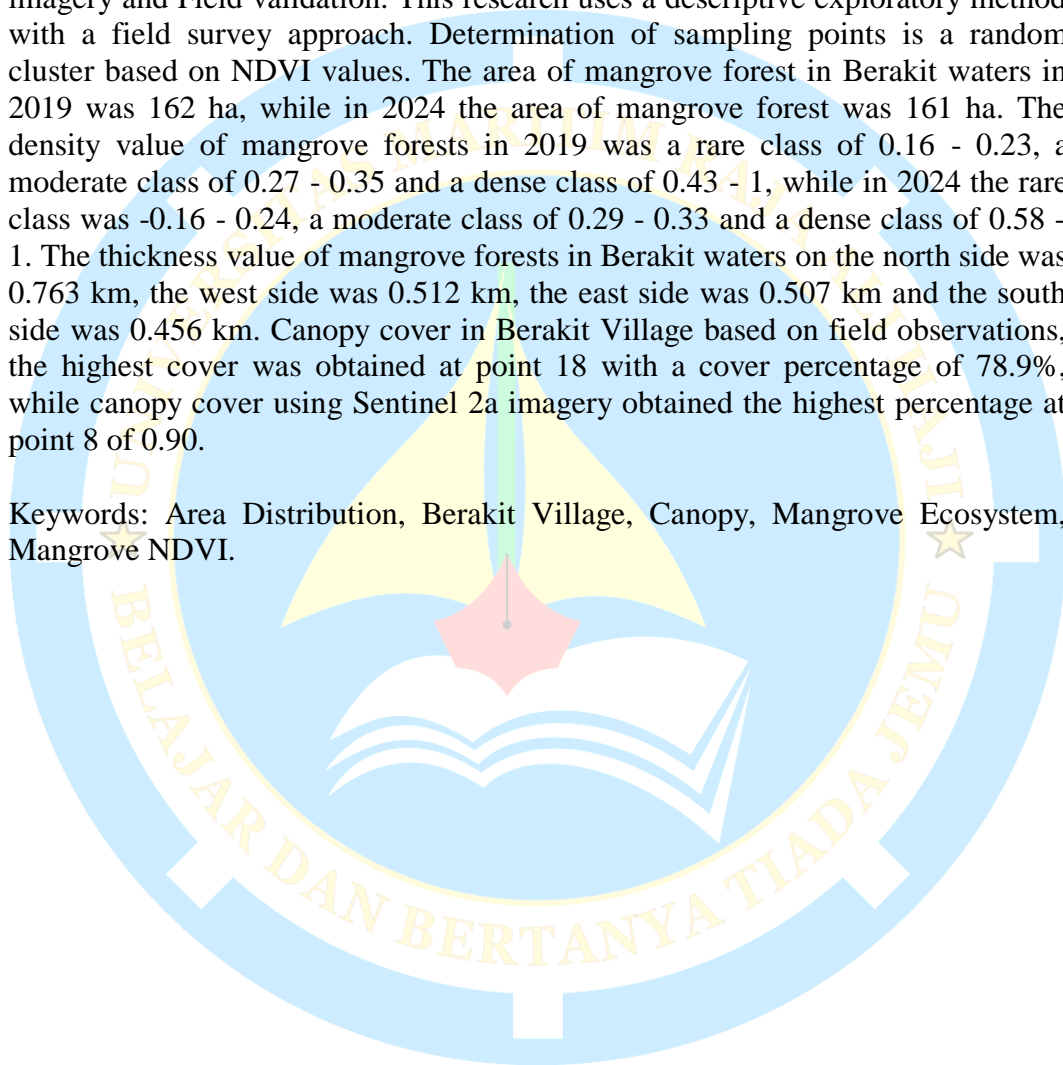 imagery and Field validation. This research uses a descriptive exploratory method
with a field survey approach. Determination of sampling points is a random
cluster based on NDVI values. The area of mangrove forest in Berakit waters in
2019 was 162 ha, while in 2024 the area of mangrove forest was 161 ha. The
density value of mangrove forests in 2019 was a rare class of 0.16 - 0.23, a
moderate class of 0.27 - 0.35 and a dense class of 0.43 - 1, while in 2024 the rare
class was -0.16 - 0.24, a moderate class of 0.29 - 0.33 and a dense class of 0.58 -
1. The thickness value of mangrove forests in Berakit waters on the north side was
0.763 km, the west side was 0.512 km, the east side was 0.507 km and the south
side was 0.456 km. Canopy cover in Berakit Village based on field observations,
the highest cover was obtained at point 18 with a cover percentage of 78.9%,
while canopy cover using Sentinel 2a imagery obtained the highest percentage at
point 8 of 0.90.
Keywords: Area Distribution, Berakit Village, Canopy, Mangrove Ecosystem,
Mangrove NDVI.
UNIVERSITAS MARITIM RAJA ALI HAJI
BELAJAR DAN BERTANYA TIADA JEMU